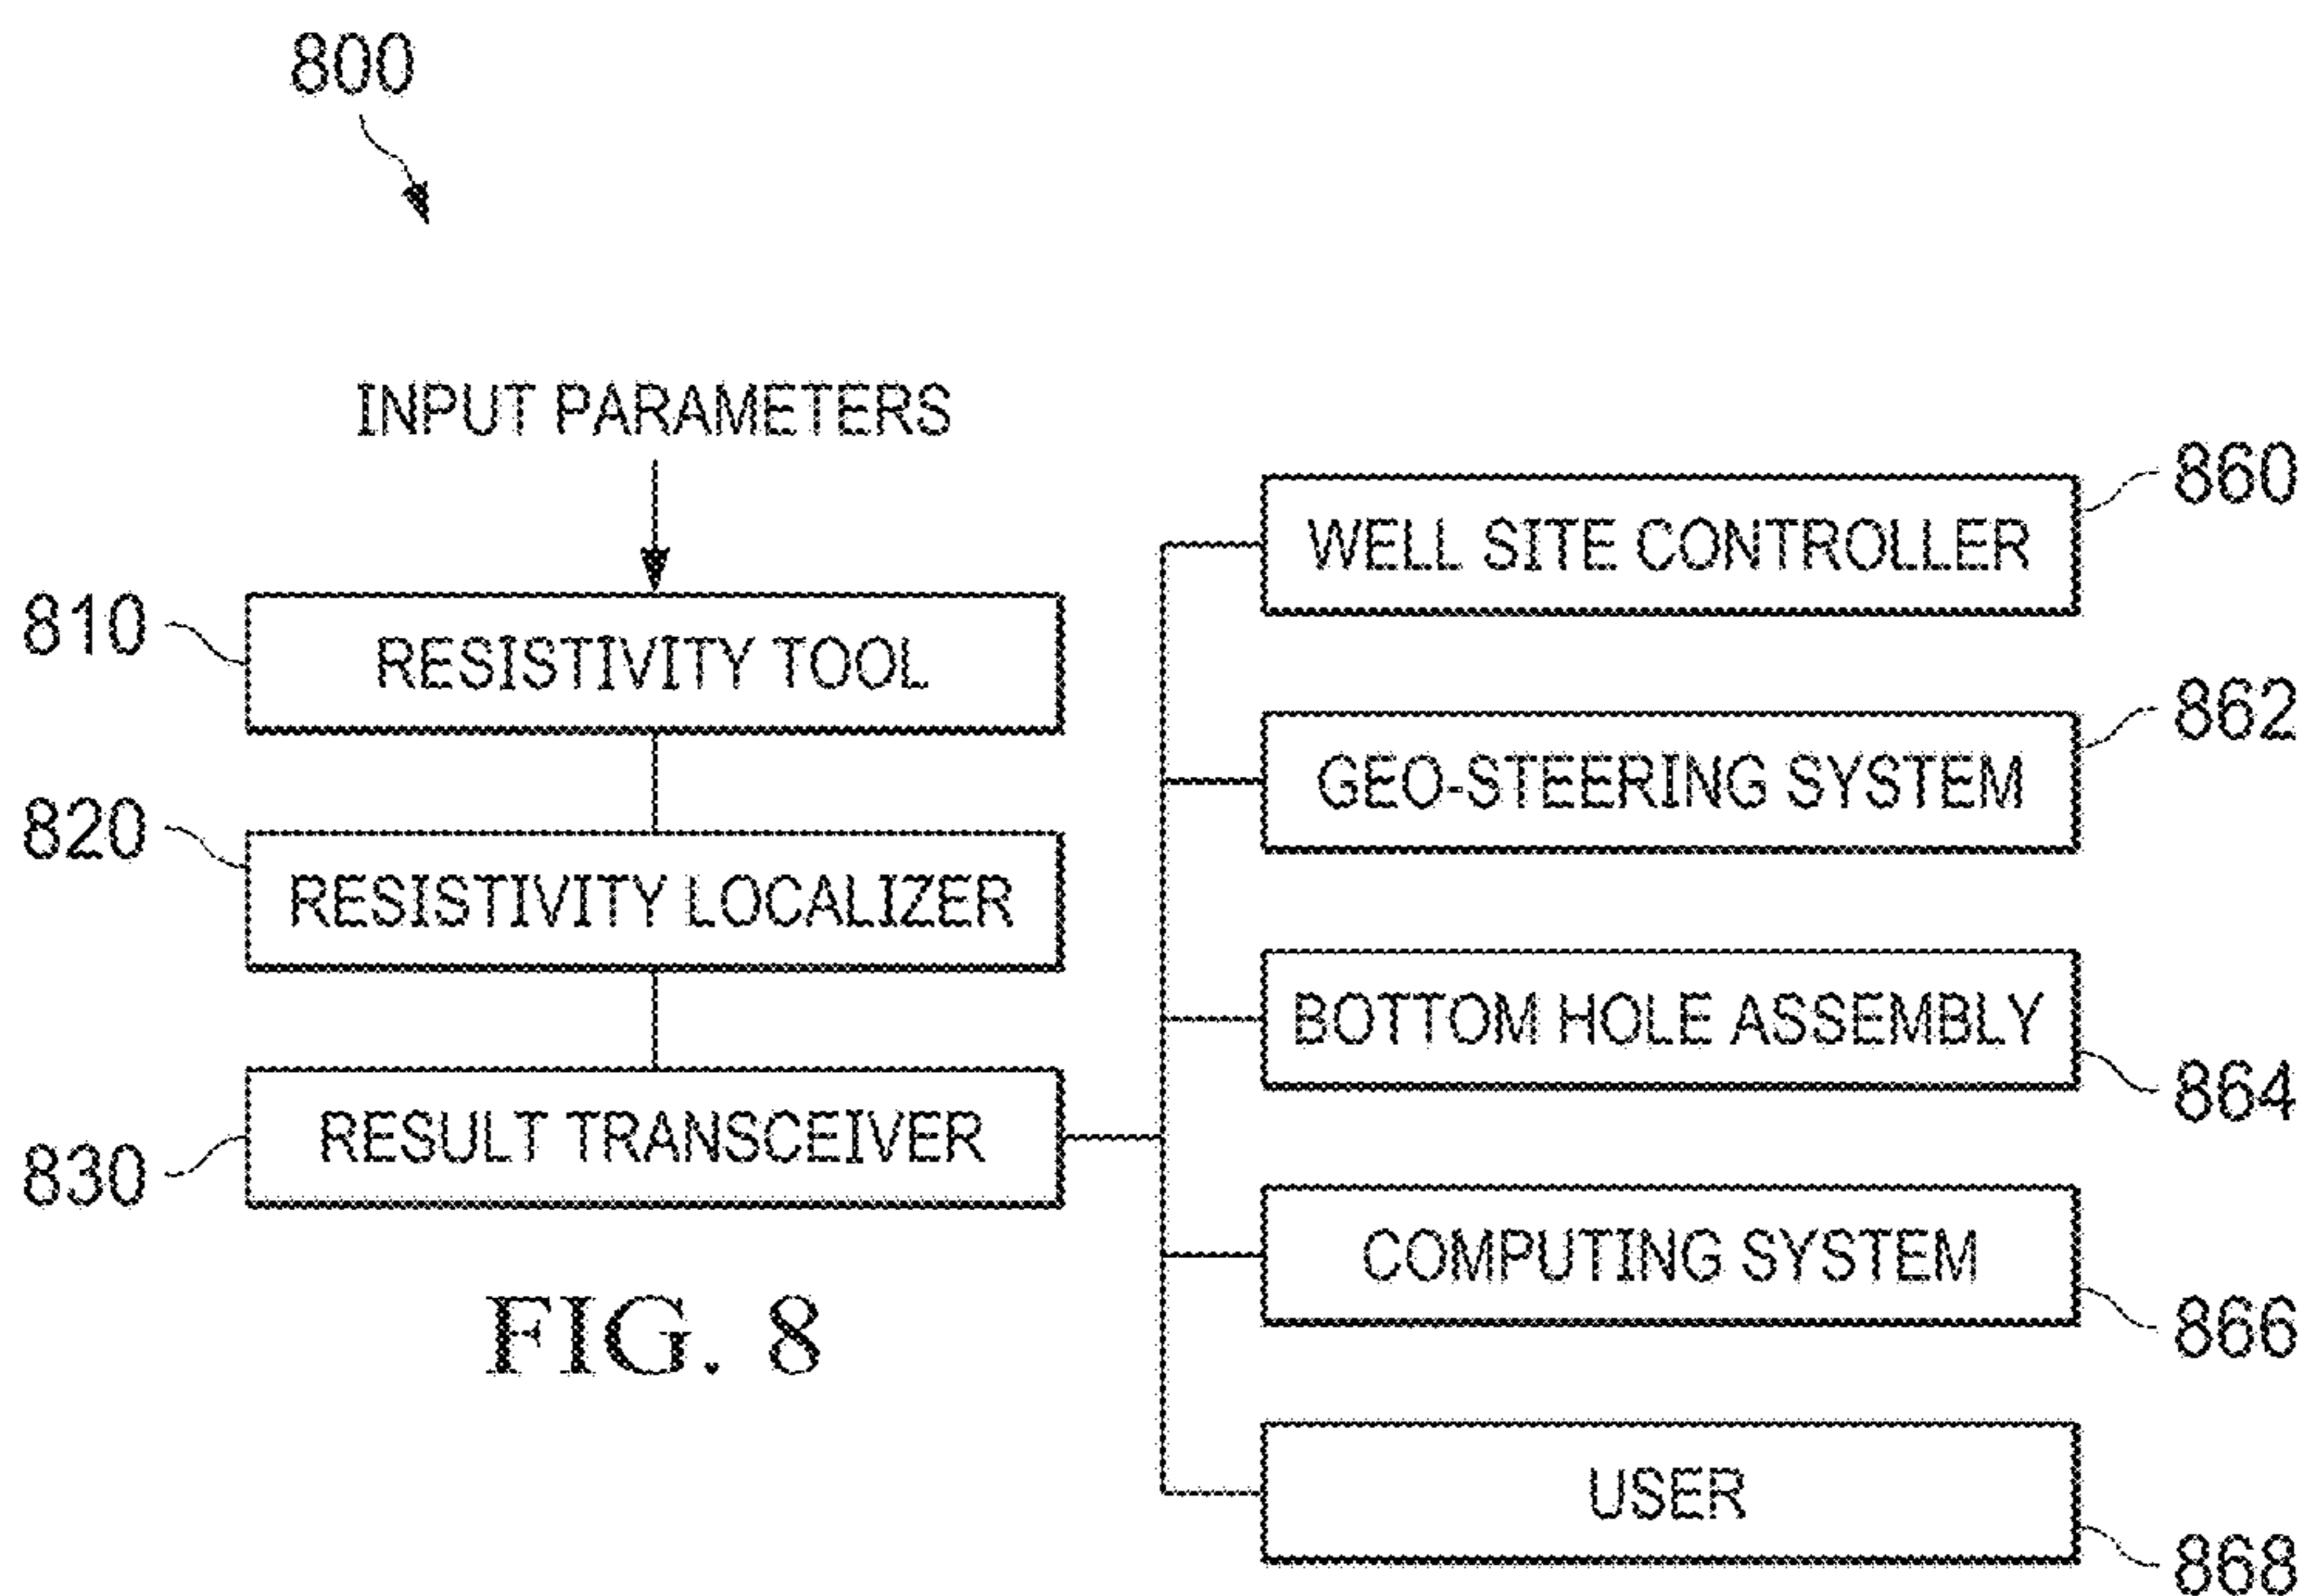 800
INPUT PARAMETERS
810
RESISTIVITY TOOL
820
RESISTIVITY LOCALIZER
830
RESULT TRANSCEIVER
FIG. 8
860
WELL SITE CONTROLLER
862
GEO-STEERING SYSTEM
BOTTOM HOLE ASSEMBLY
864
COMPUTING SYSTEM
866
USER
868